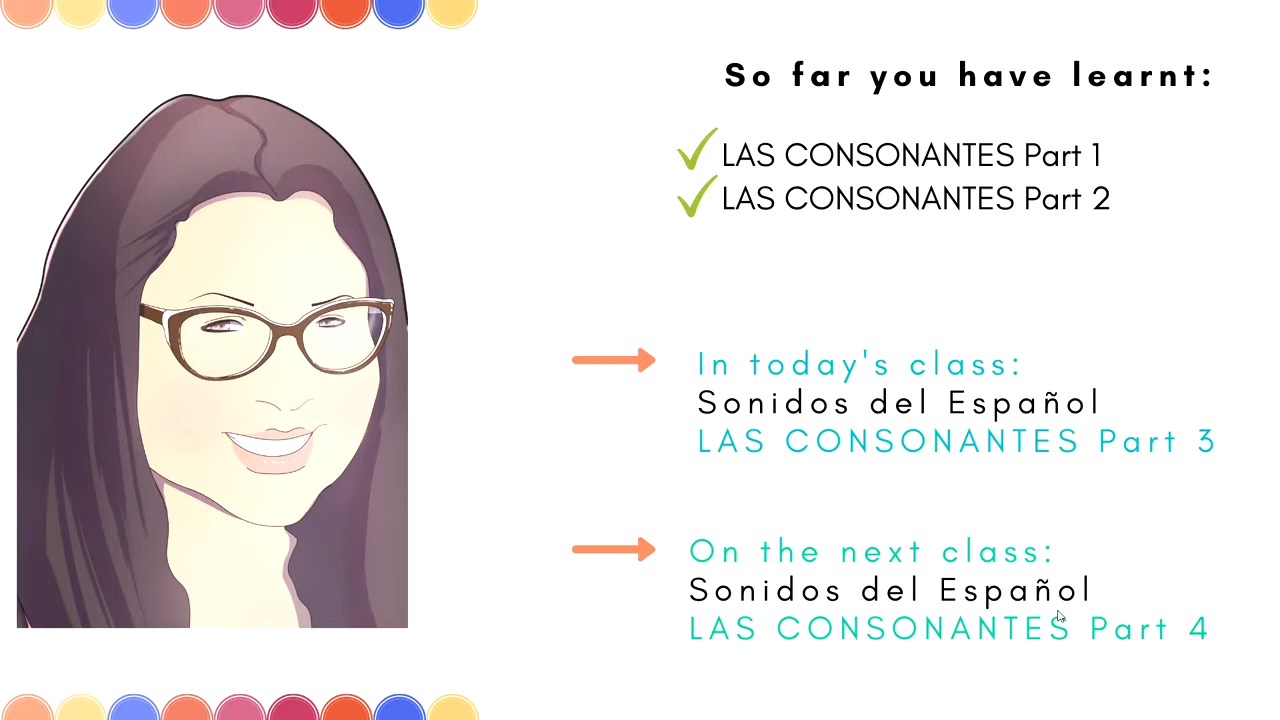 So far you have learnt:
LAS CONSONANTES Part 1
LAS CONSONANTES Part 2
In today's class:
Sonidos del Español
LAS CONSONANTES Part 3
On the next class:
Sonidos del Español
LAS CONSONANTES Part 4